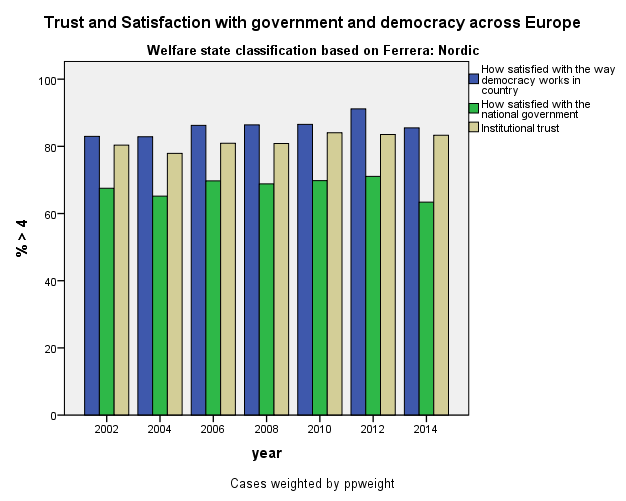 Trust and Satisfaction with government and democracy across Europe
Welfare state classification based on Ferrera: Nordic
How satisfied with the way
democracy works in
country
How satisfied with the
national government
Institutional trust
% > 4
100
80
60
40
20
0
2002 2004 2006 2008 2010 2012 2014
year
Cases weighted by ppweight